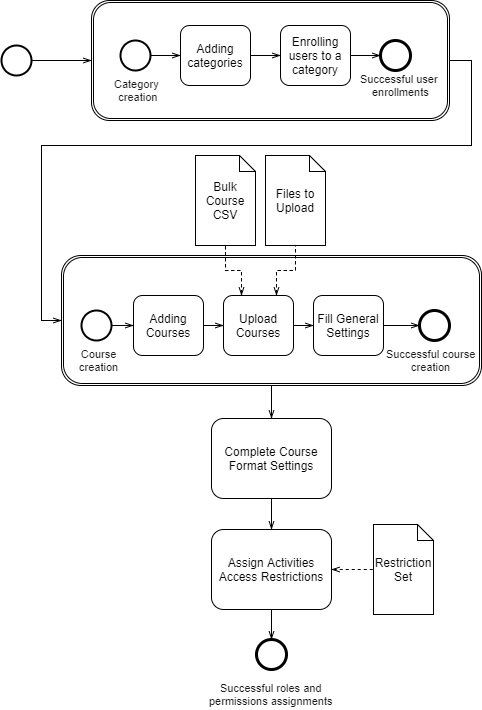 Adding
categories
Enrolling
users to a
category
Category
creation
Successful user
enrollments
Bulk
Course
CSV
Files to
Upload
Adding
Courses
Upload
Courses
Fill General
Settings
Course
creation
Successful course
creation
Complete Course
Format Settings
Assign Activities
Access Restrictions
Restriction
Set
Successful roles and
permissions assignments